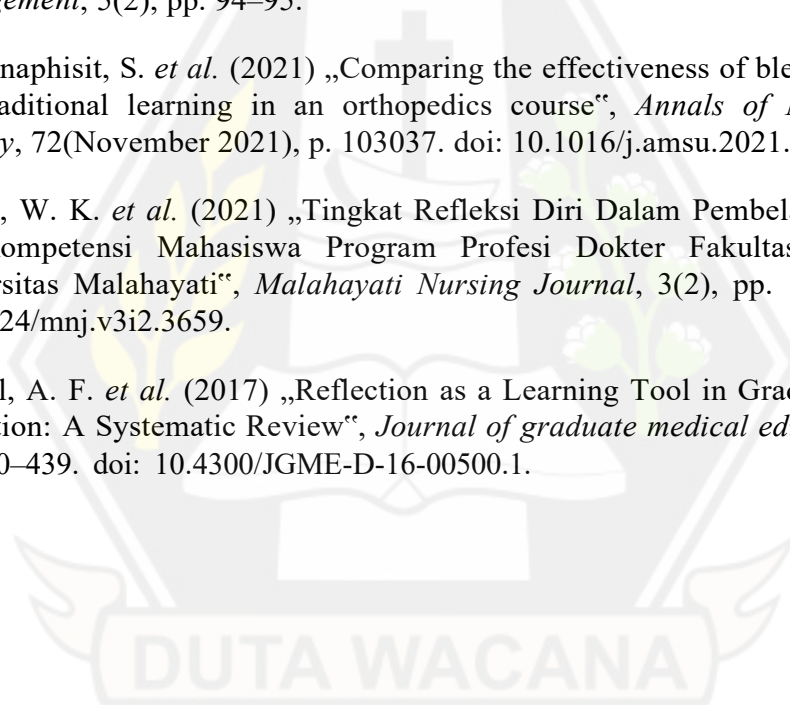 gement, 5(2), pp. 94–95.
naphisit, S. et al. (2021) „Comparing the effectiveness of ble
aditional learning in an orthopedics course‟, Annals of
y, 72(November 2021), p. 103037. doi: 10.1016/j.amsu.2021.
, W. K. et al. (2021) „Tingkat Refleksi Diri Dalam Pembel
ompetensi Mahasiswa Program Profesi Dokter Fakultas
rsitas Malahayati‟, Malahayati Nursing Journal, 3(2), pp.
24/mnj.v3i2.3659.
l, A. F. et al. (2017) „Reflection as a Learning Tool in Grad
tion: A Systematic Review‟, Journal of graduate medical ed
0–439. doi: 10.4300/JGME-D-16-00500.1.
DUTA WACANA